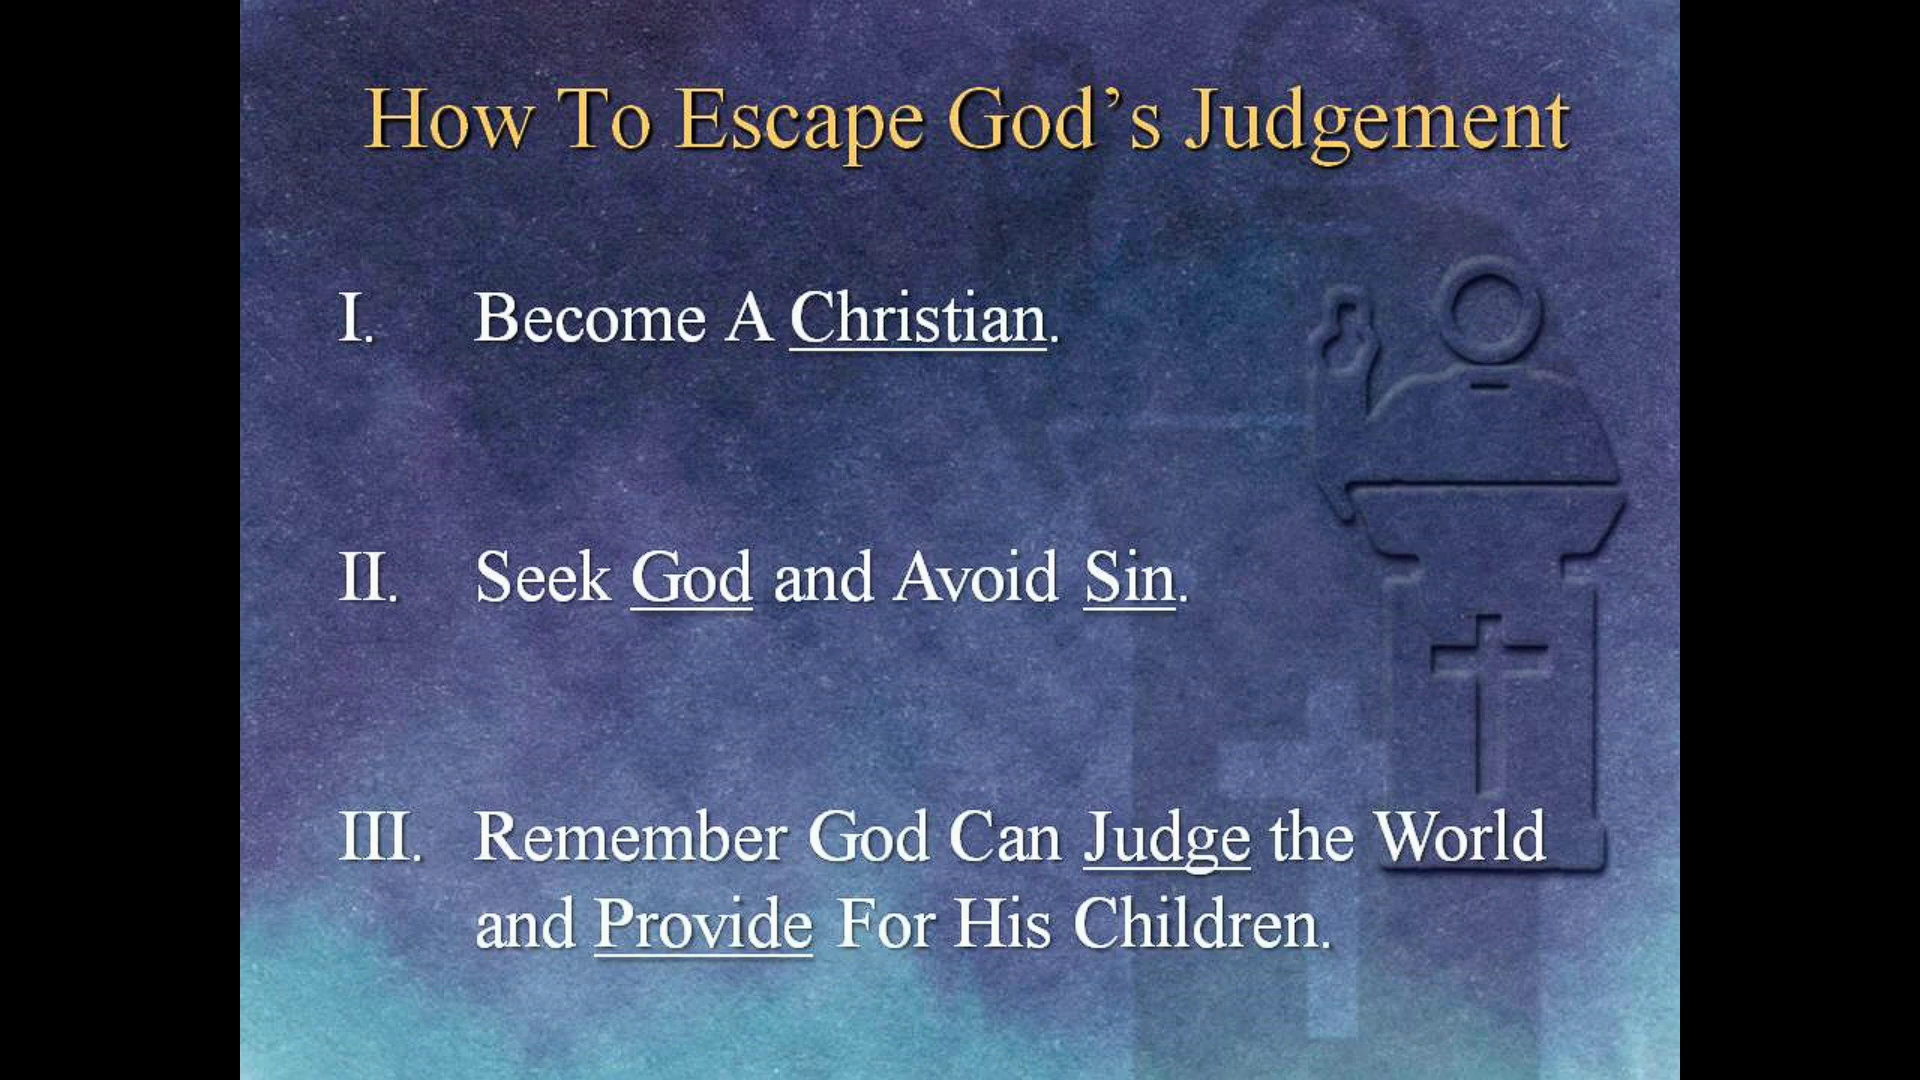 How To Escape God's Judgement
I. Become A Christian.
II. Seek God and Avoid Sin.
III. Remember God Can Judge the World
and Provide For His Children.